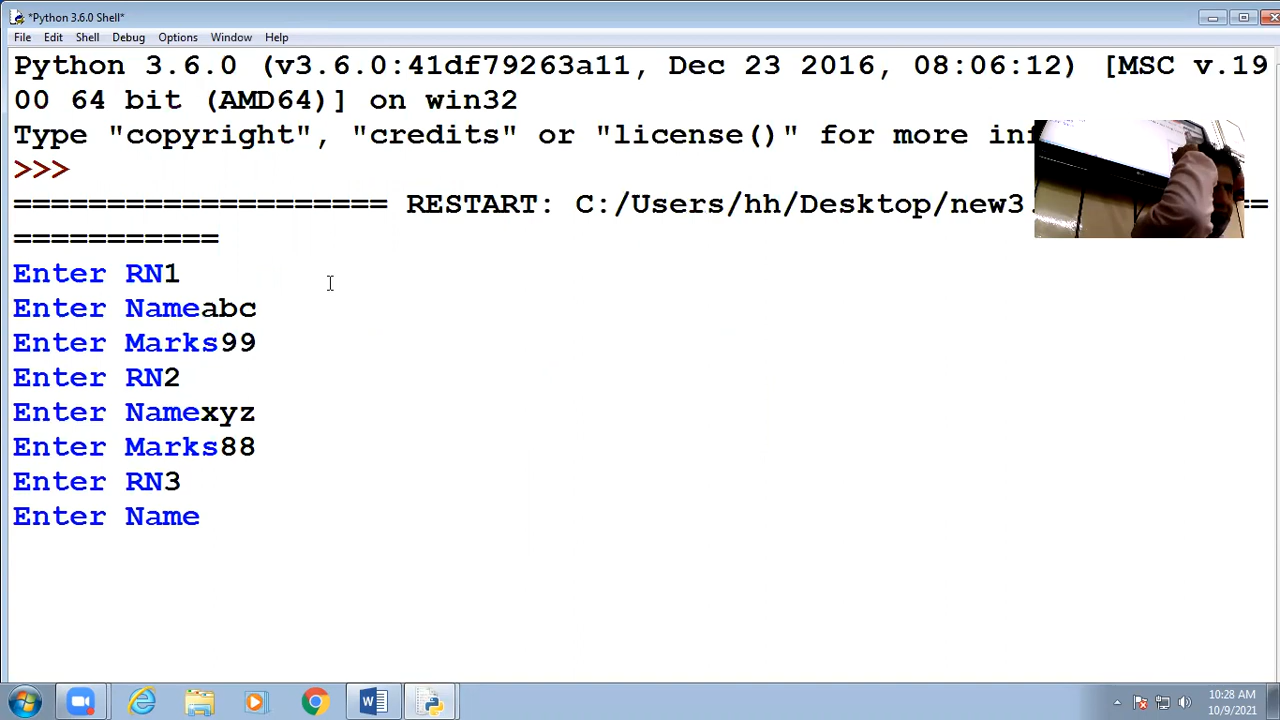 *Python 3.6.0 Shell*
File Edit Shell Debug Options Window Help
Python 3.6.0 (v3.6.0:41df79263a11, Dec 23 2016, 08:06:12) [MSC v.19
00 64 bit (AMD64)] on win32
Type "copyright", "credits" or "license()" for more
>>>
==================== RESTART: C:/Users/hh/Desktop/new3. ==
===========
Enter RN1
Enter Nameabc
Enter Marks99
Enter RN2
Enter Namexyz
Enter Marks88
Enter RN3
Enter Name
10:28 AM
10/9/2021